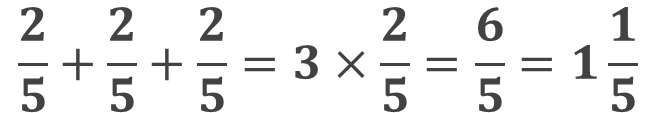 2/5 + 2/5 + 2/5 = 3 × 2/5 = 6/5 = 1 1/5